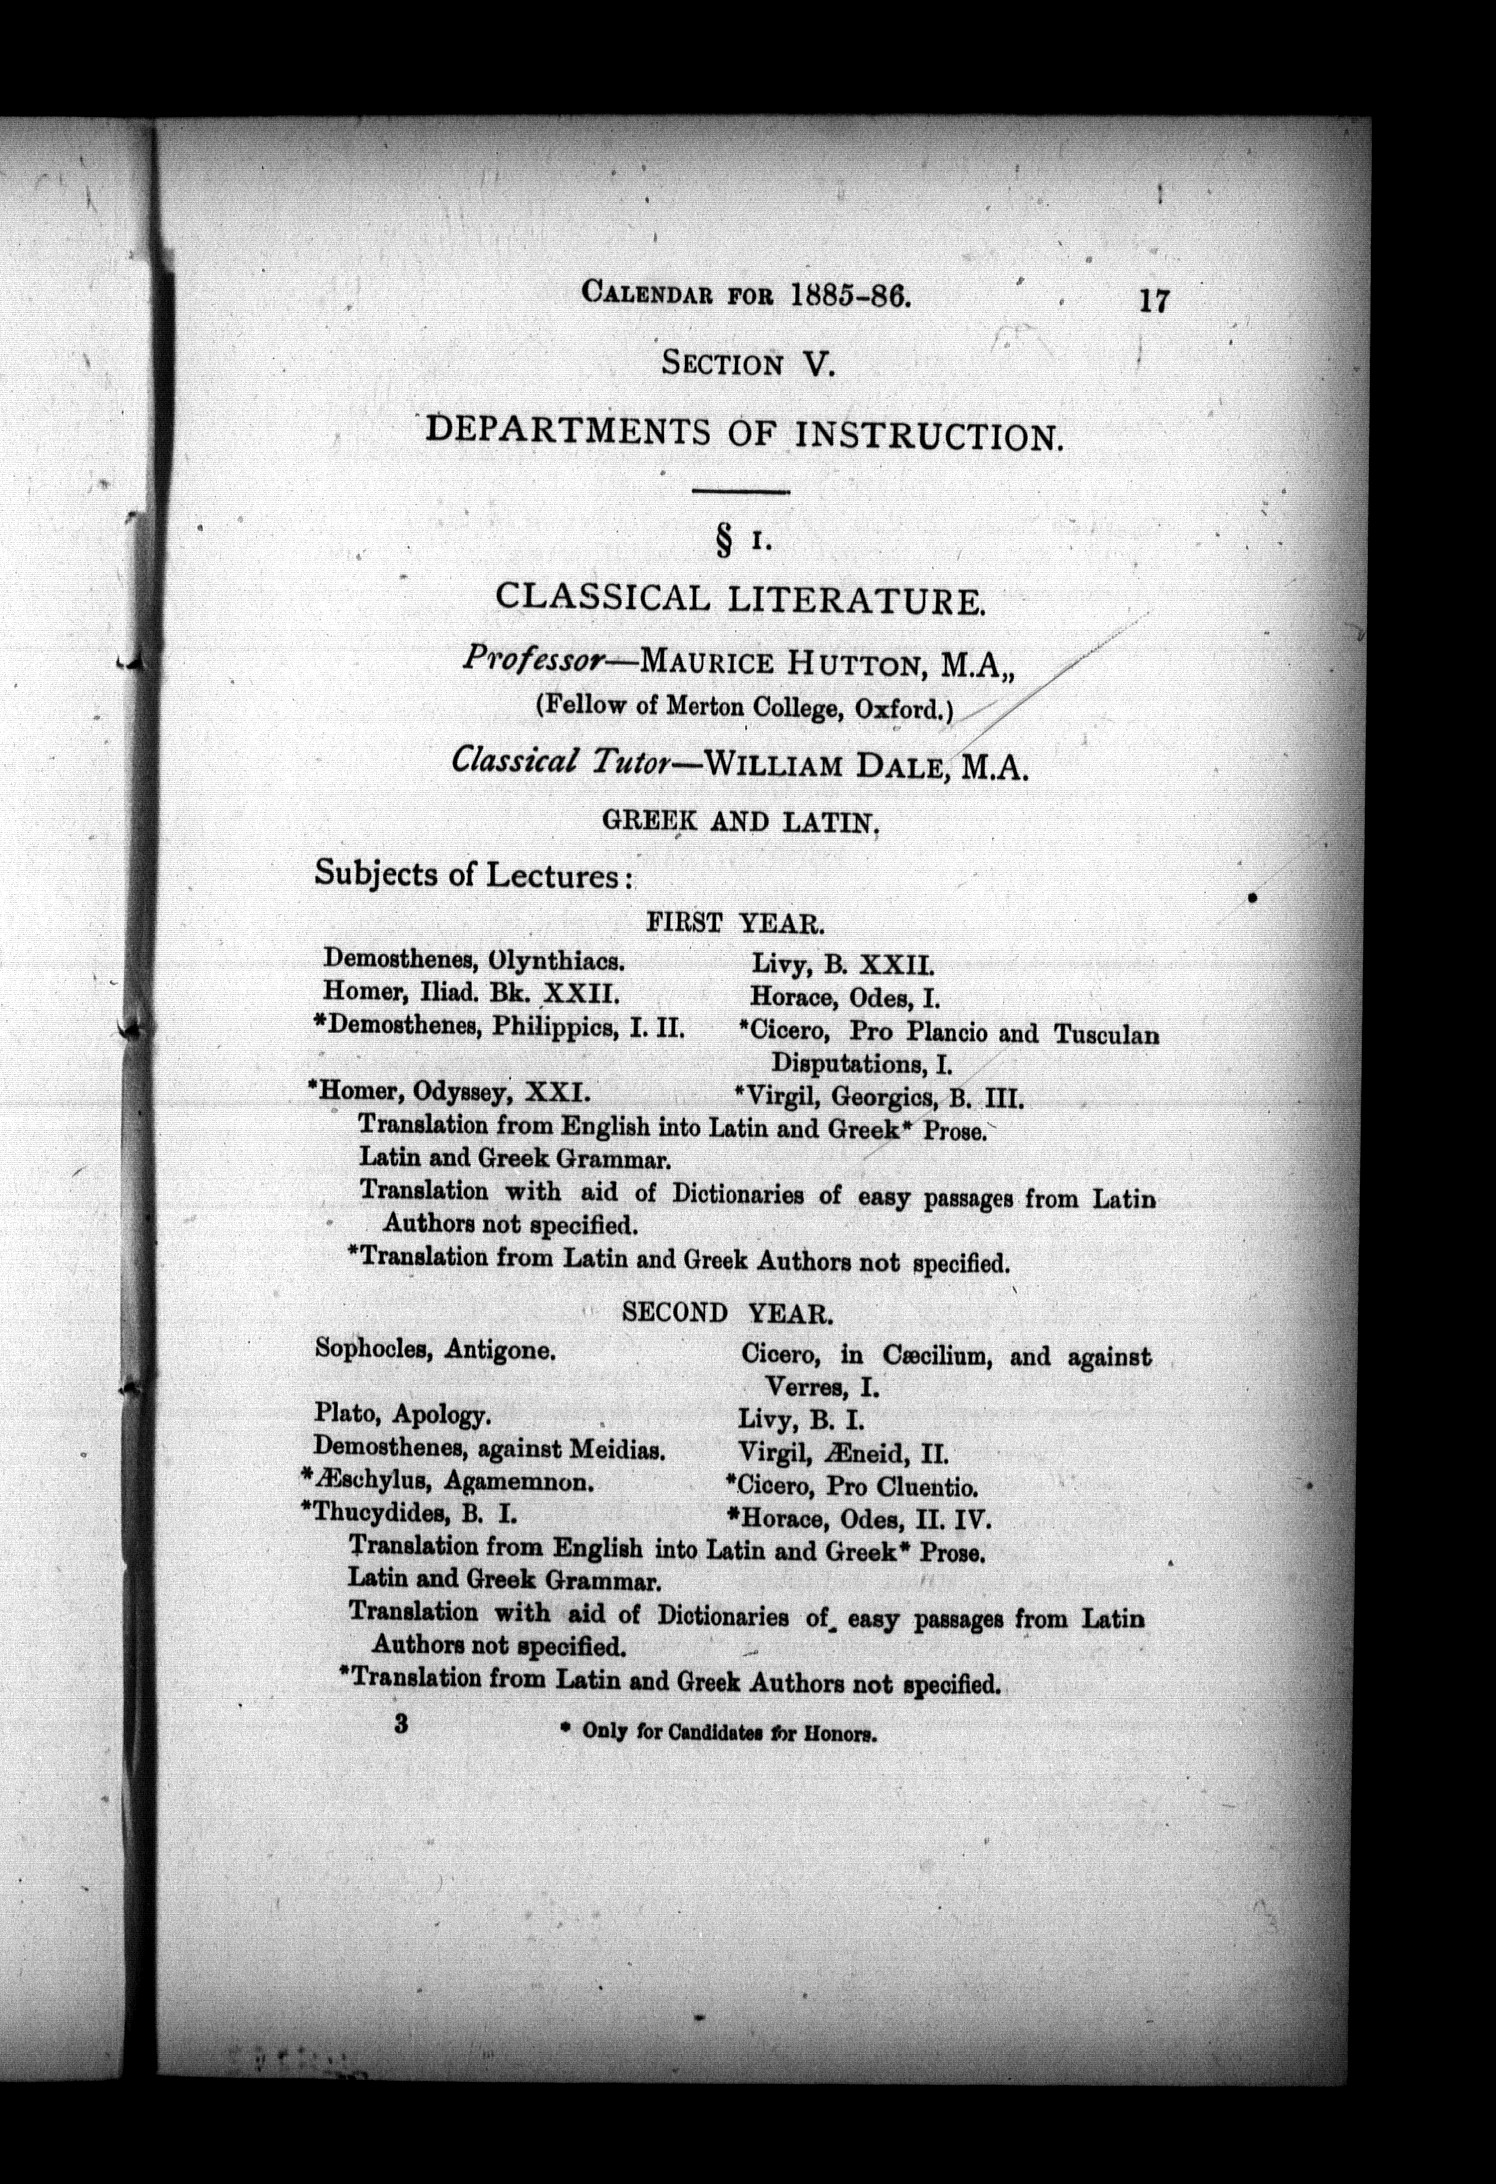 CALENDAR FOR 1885-86. 17
SECTION V.
DEPARTMENTS OF INSTRUCTION.
§ I.
CLASSICAL LITERATURE.
Professor—MAURICE HUTTON, M.A,,
(Fellow of Merton College, Oxford.)
Classical Tutor—WILLIAM DALE, M.A.
GREEK AND LATIN.
Subjects of Lectures:
FIRST YEAR.
Demosthenes, Olynthiacs. Livy, B. XXII.
Homer, Iliad. Bk. XXII. Horace, Odes, I.
*Demosthenes, Philippics, I. II. *Cicero, Pro Plancio and Tusculan
Disputations, I.
*Homer, Odyssey, XXI. *Virgil, Georgics, B. III.
Translation from English into Latin and Greek* Prose.
Latin and Greek Grammar.
Translation with aid of Dictionaries of easy passages from Latin
Authors not specified.
*Translation from Latin and Greek Authors not specified.
SECOND YEAR.
Sophocles, Antigone. Cicero, in Cæcilium, and against
Verres, I.
Plato, Apology. Livy, B. I.
Demosthenes, against Meidias. Virgil, Æneid, II.
*Æschylus, Agamemnon. *Cicero, Pro Cluentio.
*Thucydides, B. I. *Horace, Odes, II. IV.
Translation from English into Latin and Greek* Prose.
Latin and Greek Grammar.
Translation with aid of Dictionaries of easy passages from Latin
Authors not specified.
*Translation from Latin and Greek Authors not specified.
3 * Only for Candidates for Honors.